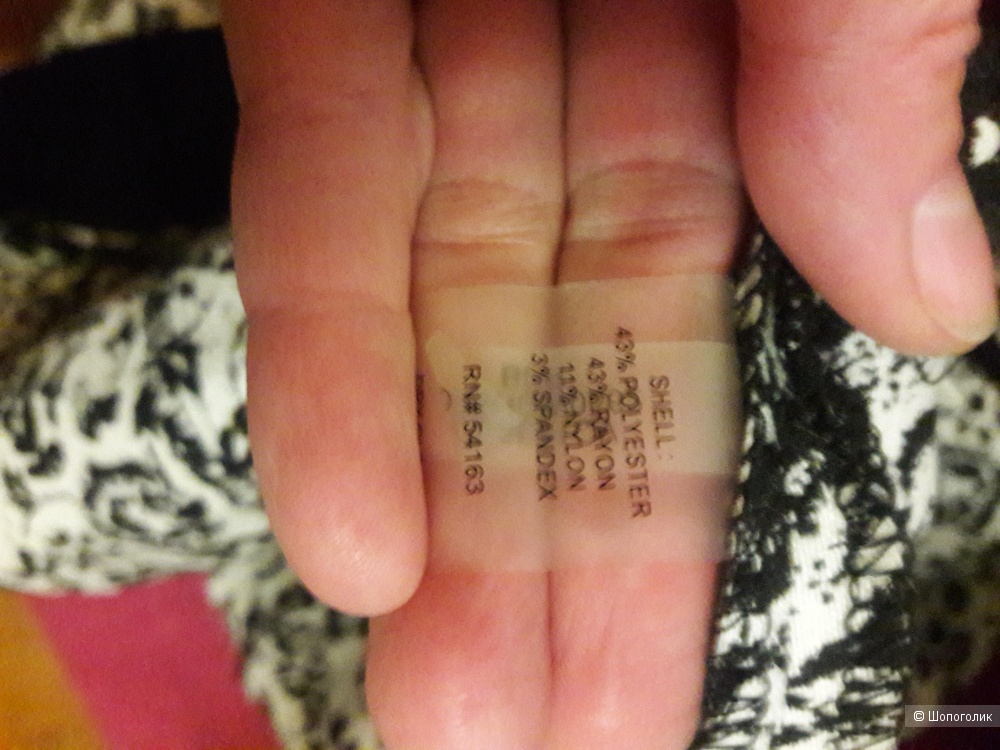 SHELL:
43% POLYESTER
43% RAYON
11% NYLON
3% SPANDEX
RN# 54163
© Шопоголик